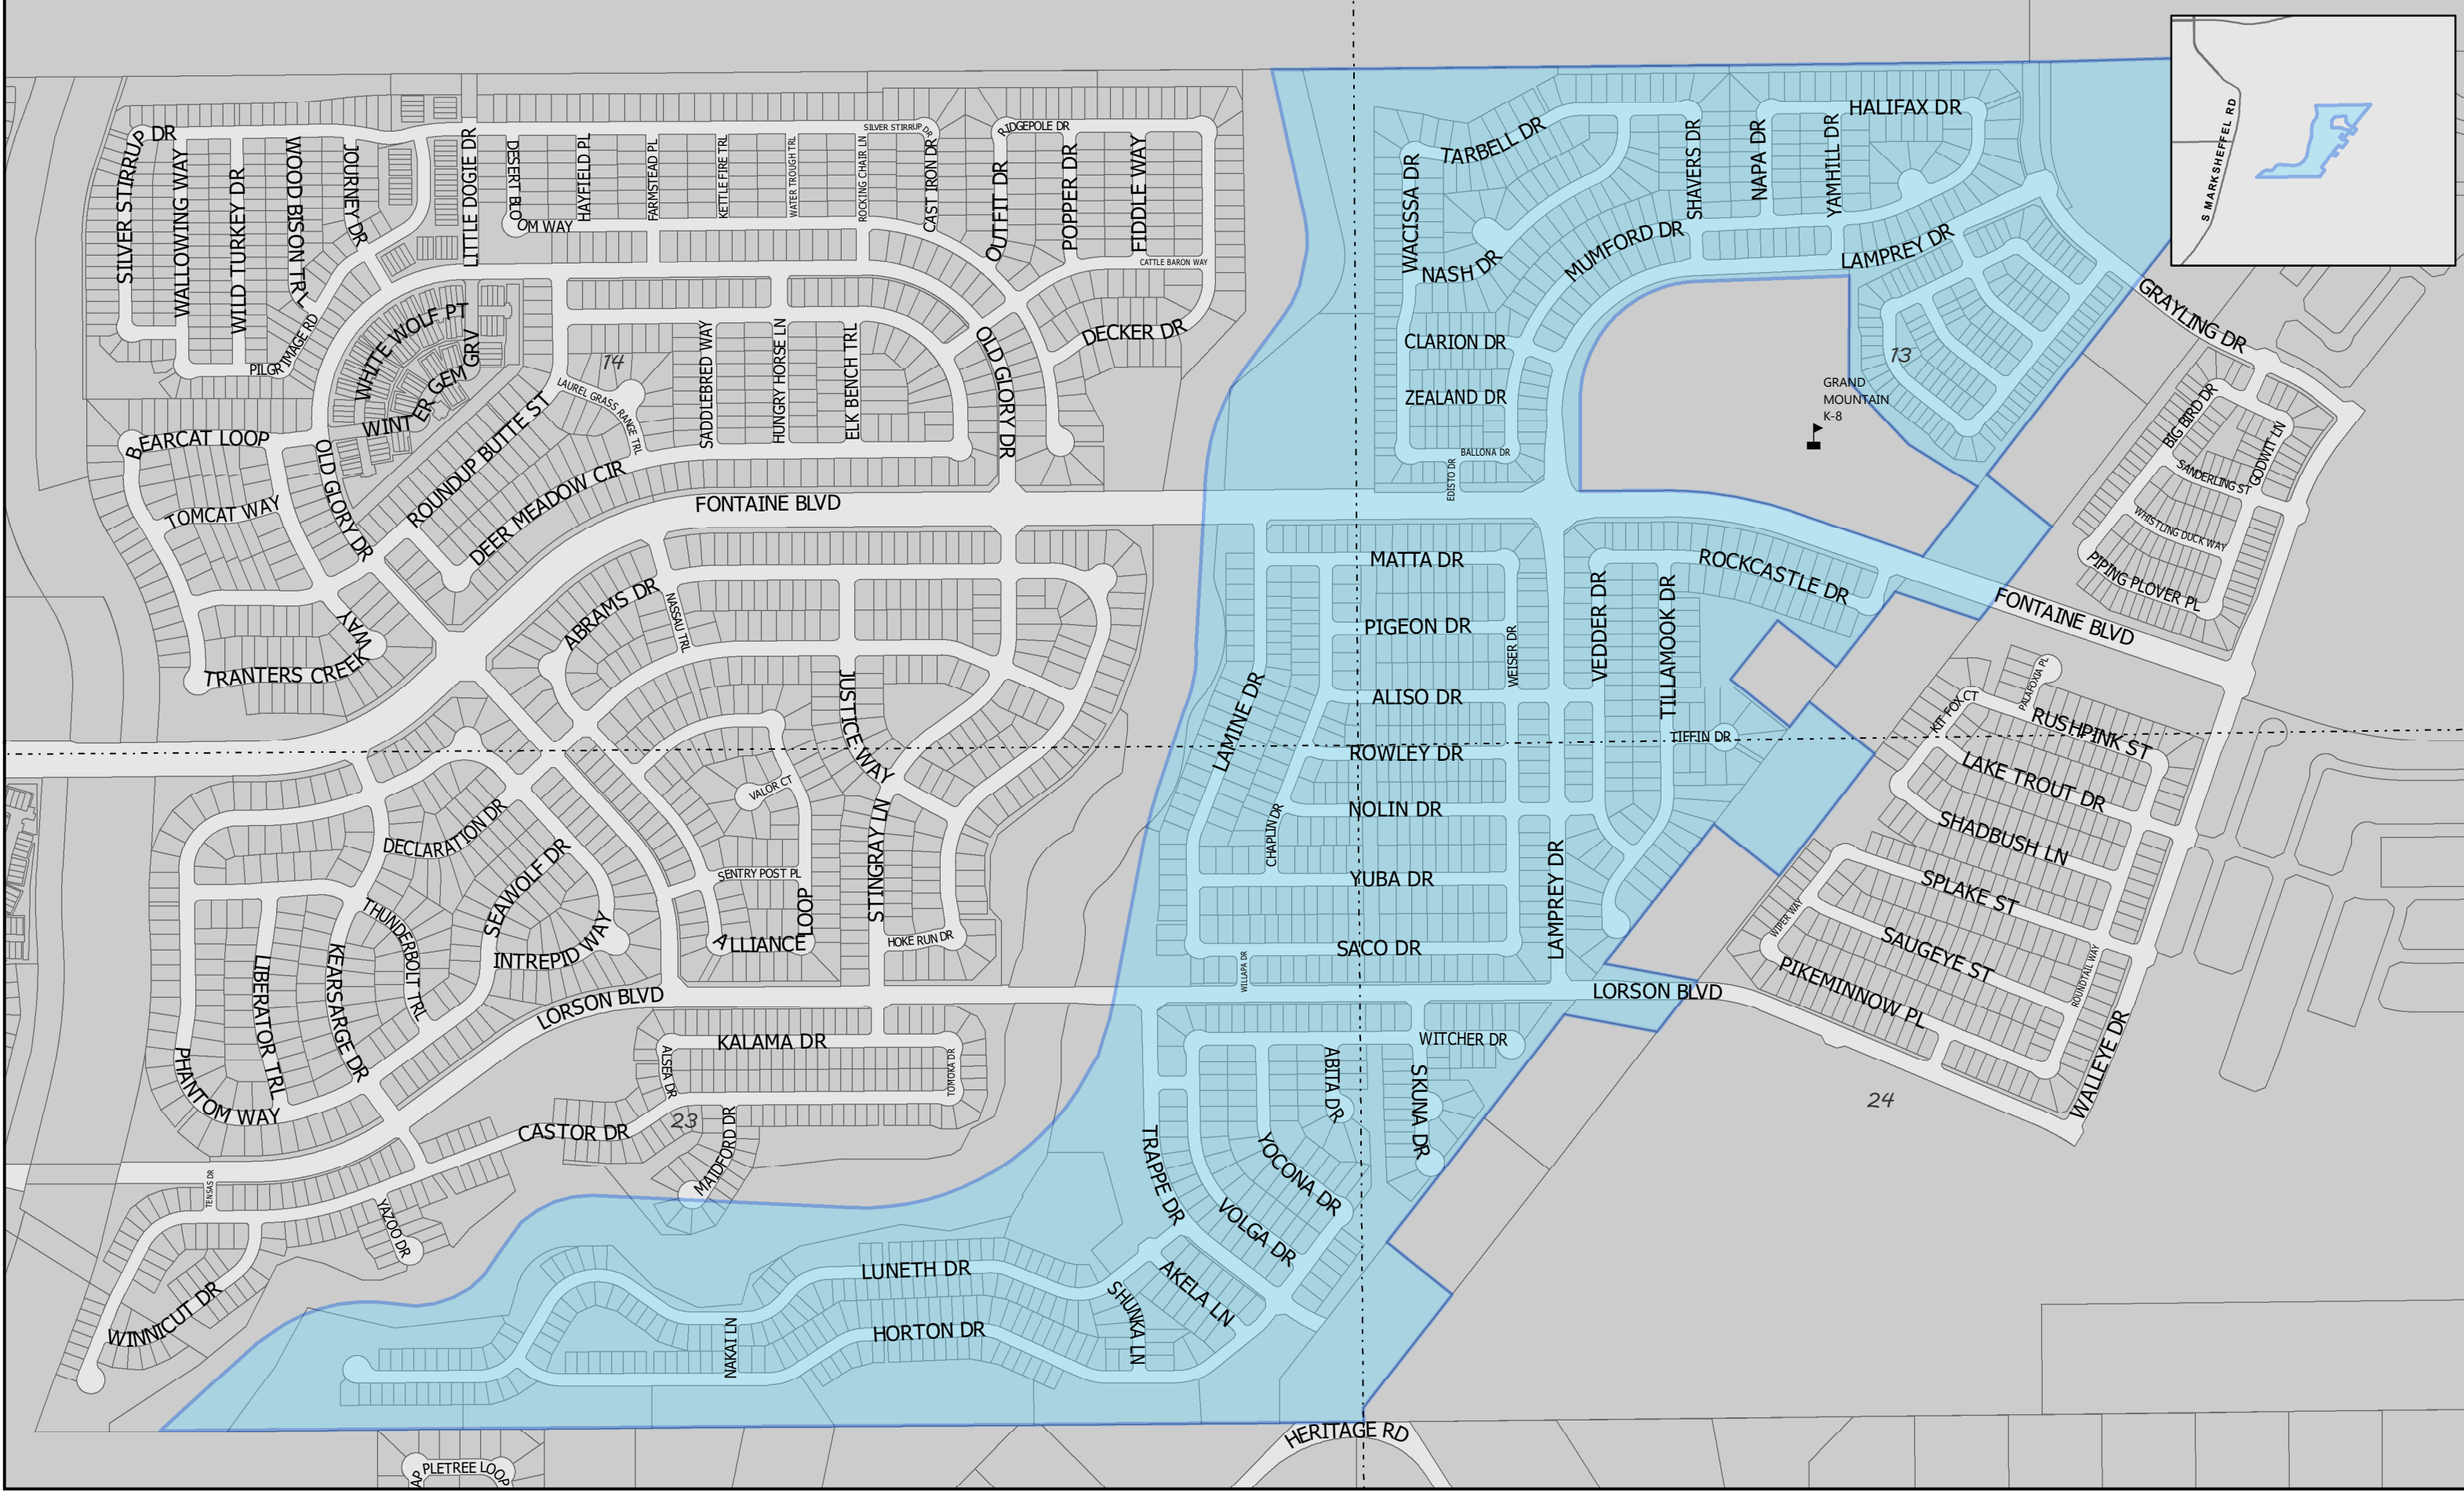 SILVER STIRRUP DR
WALLOWING WAY
WILD TURKEY DR
WOOD BISON TRL
JOURNEY DR
LITTLE DOGIE DR
DESERT BLOOM WAY
HAYFIELD PL
FARMSTEAD PL
KETTLE FIRE TRL
WATER TROUGH TRL
ROCKING CHAIR LN
SILVER STIRRUP DR
CAST IRON DR
RIDGEPOLE DR
OUTFIT DR
POPPER DR
FIDDLE WAY
CATTLE BARON WAY
DECKER DR
OLD GLORY DR
PILGRIMAGE RD
WHITE WOLF PT
WINTER GEM GRV
14
LAUREL GRASS RANGE TRL
SADDLEBRED WAY
HUNGRY HORSE LN
ELK BENCH TRL
BEARCAT LOOP
OLD GLORY DR
ROUNDUP BUTTE ST
DEER MEADOW CIR
TOMCAT WAY
FONTAINE BLVD
TRANTERS CREEK WAY
ABRAMS DR
NASSAU TRL
JUSTICE WAY
VALOR CT
STINGRAY LN
SENTRY POST PL
ALLIANCE LOOP
HOKE RUN DR
DECLARATION DR
SEAWOLF DR
THUNDERBOLT TRL
INTREPID WAY
LIBERATOR TRL
KEARSARGE DR
PHANTOM WAY
LORSON BLVD
KALAMA DR
ALSEA DR
TOMOKA DR
23
CASTOR DR
MAIDFORD DR
TENSAS DR
YAZOO DR
WINNICUT DR
TARBELL DR
WACISSA DR
NASH DR
MUMFORD DR
SHAVERS DR
NAPA DR
YAMHILL DR
HALIFAX DR
LAMPREY DR
CLARION DR
ZEALAND DR
BALLONA DR
EDISTO DR
13
GRAND
MOUNTAIN
K-8
S MARKSHEFFEL RD
GRAYLING DR
BIG BIRD DR
GODWIT LN
SANDERLING ST
WHISTLING DUCK WAY
PIPING PLOVER PL
FONTAINE BLVD
MATTA DR
PIGEON DR
WEISER DR
VEDDER DR
TILLAMOOK DR
ROCKCASTLE DR
ALISO DR
LAMINE DR
ROWLEY DR
TIFFIN DR
NOLIN DR
CHAPLIN DR
YUBA DR
LAMPREY DR
SACO DR
WILLAPA DR
LORSON BLVD
KIT FOX CT
PALAFOXIA PL
RUSHPINK ST
LAKE TROUT DR
SHADBUSH LN
SPLAKE ST
WIPER WAY
SAUGEYE ST
ROUNDTAIL WAY
PIKEMINNOW PL
WALLEYE DR
24
WITCHER DR
ABITA DR
SKUNA DR
TRAPPE DR
YOCONA DR
VOLGA DR
AKELA LN
SHUNKA LN
LUNETH DR
HORTON DR
NAKAI LN
HERITAGE RD
APPLETREE LOOP